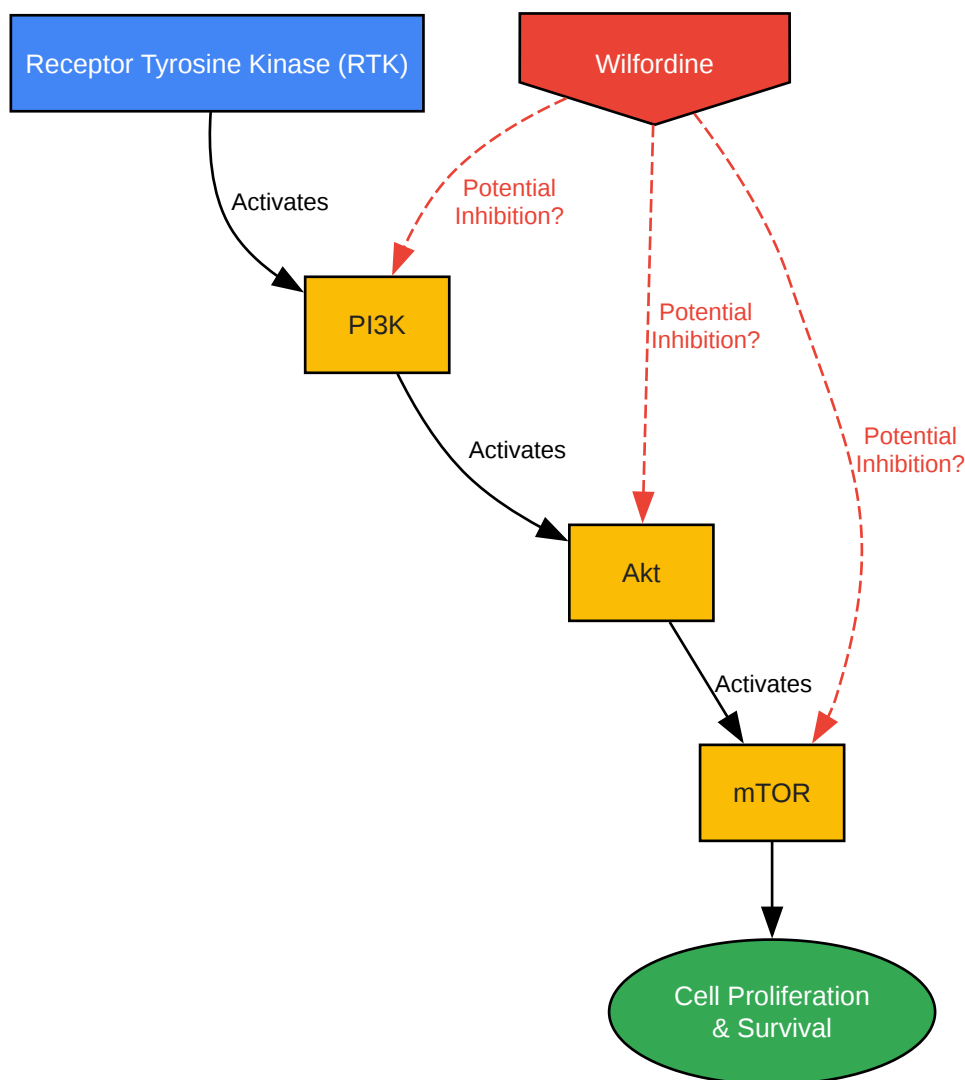 Receptor Tyrosine Kinase (RTK)
Wilfordine
Activates
Potential
Inhibition?
PI3K
Potential
Inhibition?
Activates
Potential
Inhibition?
Akt
Activates
mTOR
Cell Proliferation
& Survival